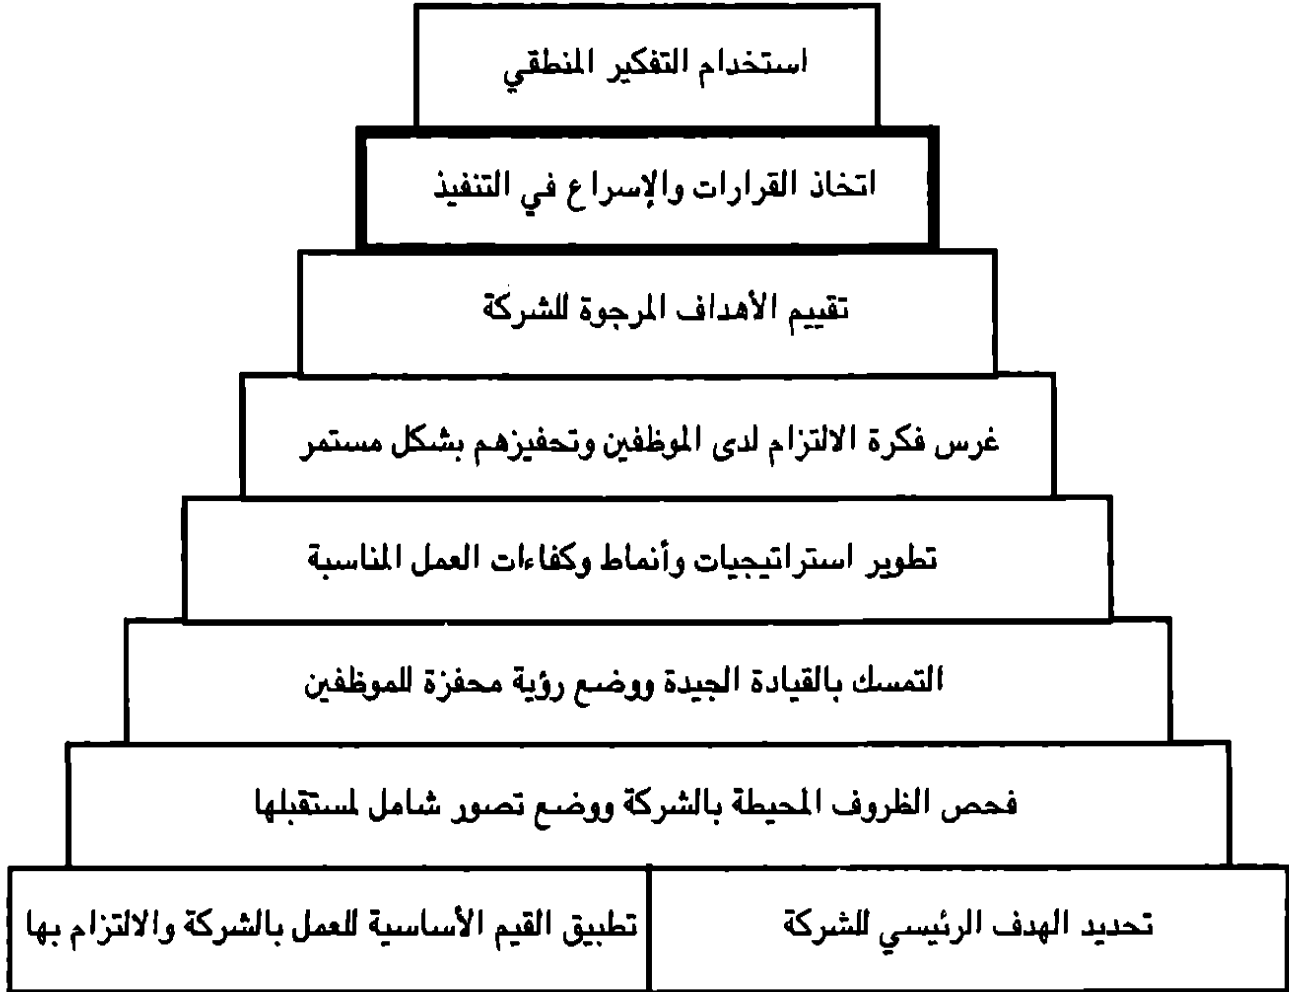 استخدام التفكير المنطقي
اتخاذ القرارات والإسراع في التنفيذ
تقييم الأهداف المرجوة للشركة
غرس فكرة الالتزام لدى الموظفين وتحفيزهم بشكل مستمر
تطوير استراتيجيات وأنماط وكفاءات العمل المناسبة
التمسك بالقيادة الجيدة ووضع رؤية محفزة للموظفين
فحص الظروف المحيطة بالشركة ووضع تصور شامل لمستقبلها
تحديد الهدف الرئيسي للشركة
تطبيق القيم الأساسية للعمل بالشركة والالتزام بها